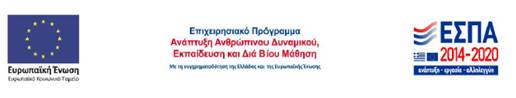 Ευρωπαϊκή Ένωση
Ευρωπαϊκό Κοινωνικό Ταμείο
Επιχειρησιακό Πρόγραμμα
Ανάπτυξη Ανθρώπινου Δυναμικού,
Εκπαίδευση και Διά Βίου Μάθηση
Με τη συγχρηματοδότηση της Ελλάδας και της Ευρωπαϊκής Ένωσης
ΕΣΠΑ
2014-2020
ανάπτυξη - εργασία - αλληλεγγύη